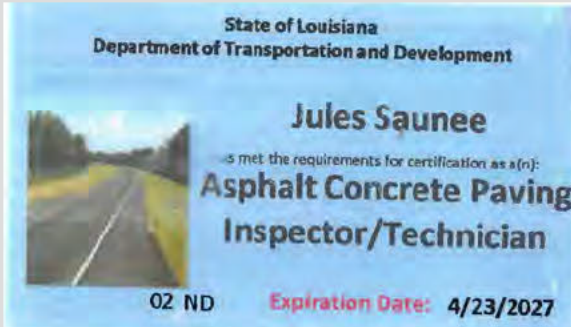 State of Louisiana
Department of Transportation and Development
Jules Saunee
s met the requirements for certification as a(n):
Asphalt Concrete Paving
Inspector/Technician
02 ND Expiration Date: 4/23/2027